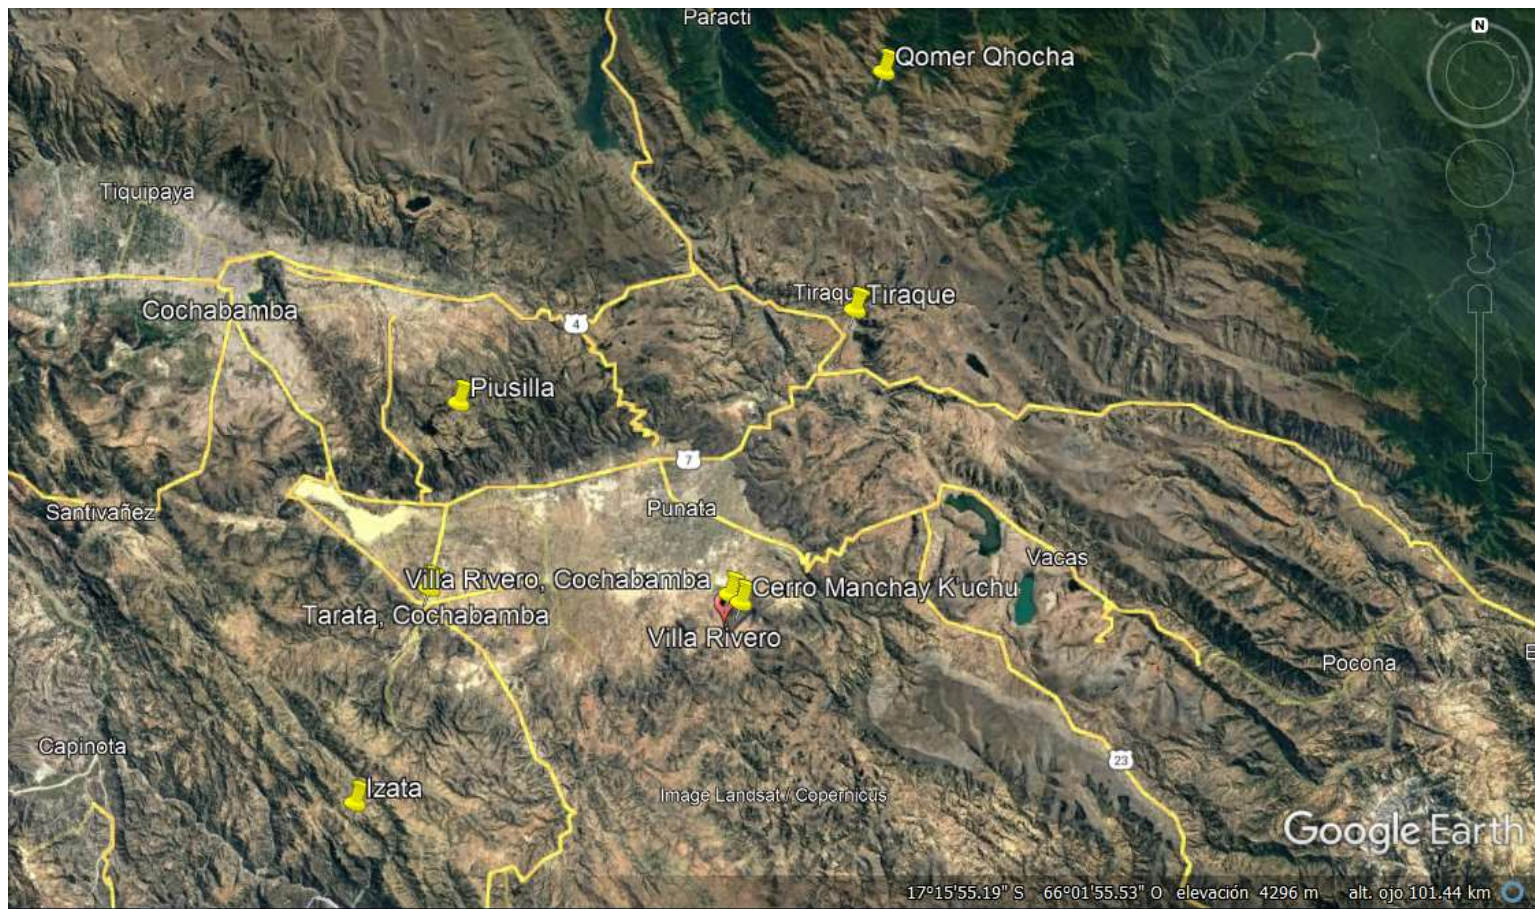 Paracti
Qomer Qhocha
N
Tiquipaya
Cochabamba
Tiraque
4
Piusilla
7
Santivañez
Punata
Vacas
Villa Rivero, Cochabamba
Cerro Manchay K'uchu
Tarata, Cochabamba
Villa Rivero
Pocona
Capinota
23
Izata
Image Landsat / Copernicus
Google Earth
17°15'55.19" S 66°01'55.53" O elevación 4296 m alt. ojo 101.44 km